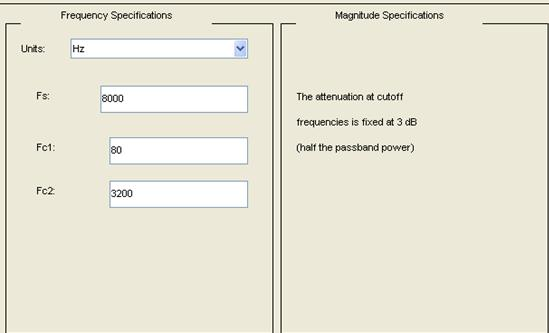 Frequency Specifications
Units:
Hz
Fs:
8000
Fc1:
80
Fc2:
3200
Magnitude Specifications
The attenuation at cutoff
frequencies is fixed at 3 dB
(half the passband power)